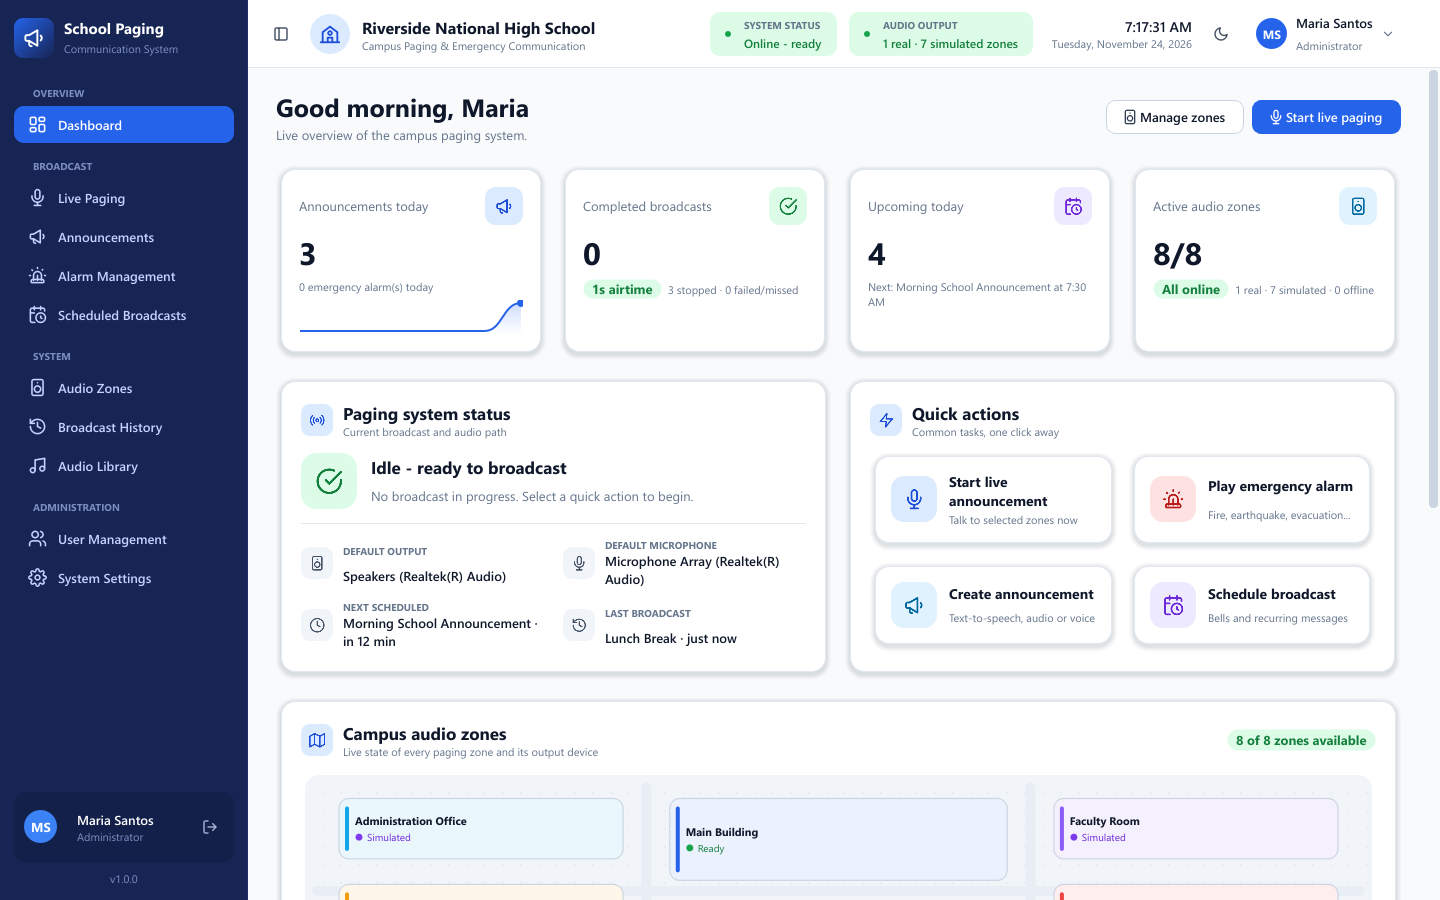 School Paging
Communication System
OVERVIEW
Dashboard
BROADCAST
Live Paging
Announcements
Alarm Management
Scheduled Broadcasts
SYSTEM
Audio Zones
Broadcast History
Audio Library
ADMINISTRATION
User Management
System Settings
MS
Maria Santos
Administrator
v1.0.0
Riverside National High School
Campus Paging & Emergency Communication
SYSTEM STATUS
Online - ready
AUDIO OUTPUT
1 real · 7 simulated zones
7:17:31 AM
Tuesday, November 24, 2026
MS
Maria Santos
Administrator
Good morning, Maria
Live overview of the campus paging system.
Manage zones
Start live paging
Announcements today
3
0 emergency alarm(s) today
Completed broadcasts
0
1s airtime 3 stopped · 0 failed/missed
Upcoming today
4
Next: Morning School Announcement at 7:30
AM
Active audio zones
8/8
All online 1 real · 7 simulated · 0 offline
Paging system status
Current broadcast and audio path
Idle - ready to broadcast
No broadcast in progress. Select a quick action to begin.
DEFAULT OUTPUT
Speakers (Realtek(R) Audio)
DEFAULT MICROPHONE
Microphone Array (Realtek(R)
Audio)
NEXT SCHEDULED
Morning School Announcement ·
in 12 min
LAST BROADCAST
Lunch Break · just now
Quick actions
Common tasks, one click away
Start live
announcement
Talk to selected zones now
Play emergency alarm
Fire, earthquake, evacuation...
Create announcement
Text-to-speech, audio or voice
Schedule broadcast
Bells and recurring messages
Campus audio zones
Live state of every paging zone and its output device
8 of 8 zones available
Administration Office
Simulated
Main Building
Ready
Faculty Room
Simulated